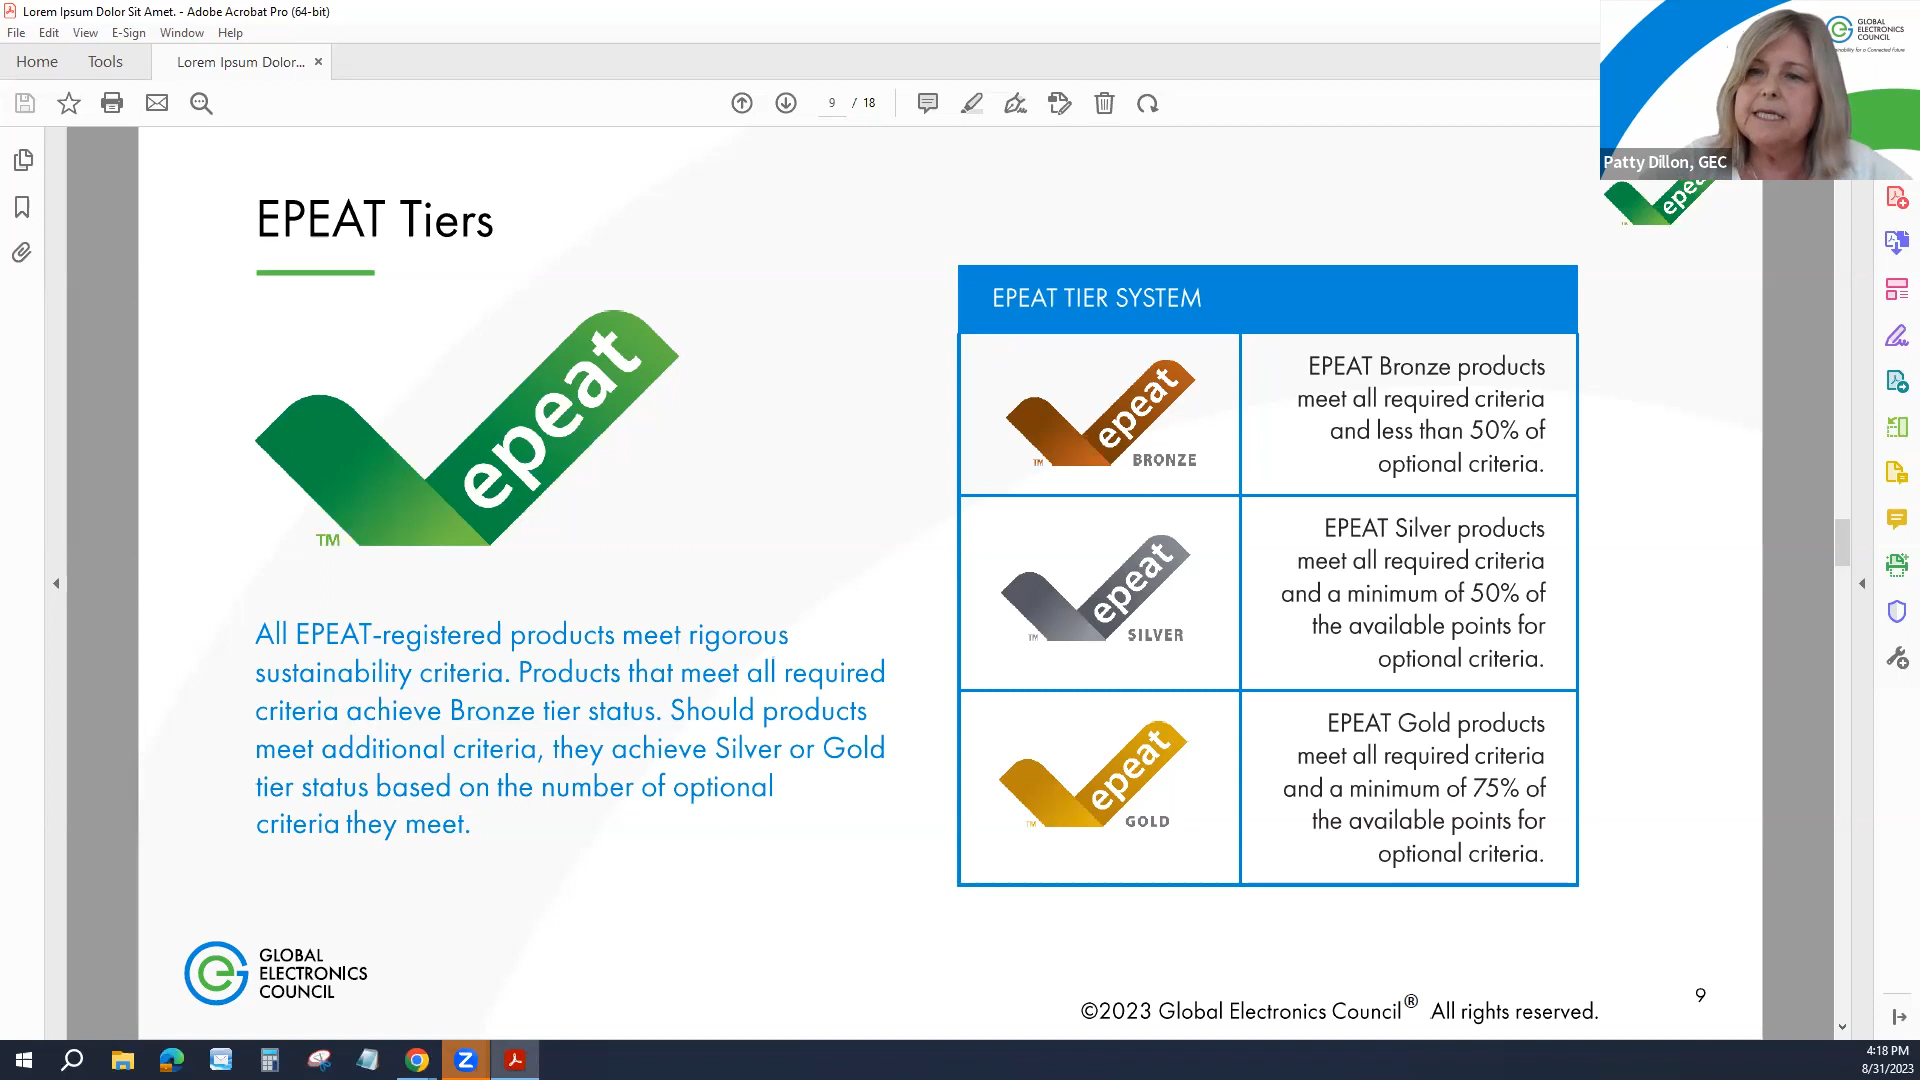 Lorem Ipsum Dolor Sit Amet. - Adobe Acrobat Pro (64-bit)
File Edit View E-Sign Window Help
Home Tools Lorem Ipsum Dolor... ×
9 / 18
GLOBAL
ELECTRONICS
COUNCIL
Patty Dillon, GEC
epeat
EPEAT Tiers
epeat
TM
All EPEAT-registered products meet rigorous
sustainability criteria. Products that meet all required
criteria achieve Bronze tier status. Should products
meet additional criteria, they achieve Silver or Gold
tier status based on the number of optional
criteria they meet.
EPEAT TIER SYSTEM
epeat
TM BRONZE
EPEAT Bronze products
meet all required criteria
and less than 50% of
optional criteria.
epeat
TM SILVER
EPEAT Silver products
meet all required criteria
and a minimum of 50% of
the available points for
optional criteria.
epeat
TM GOLD
EPEAT Gold products
meet all required criteria
and a minimum of 75% of
the available points for
optional criteria.
GLOBAL
ELECTRONICS
COUNCIL
©2023 Global Electronics Council® All rights reserved.
9
4:18 PM
8/31/2023